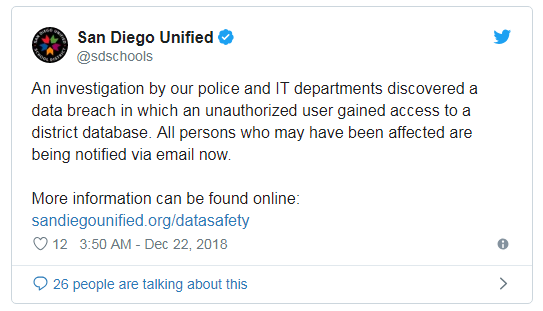 San Diego Unified
@sdschools
An investigation by our police and IT departments discovered a
data breach in which an unauthorized user gained access to a
district database. All persons who may have been affected are
being notified via email now.
More information can be found online:
sandiegounified.org/datasafety
12 3:50 AM - Dec 22, 2018
26 people are talking about this